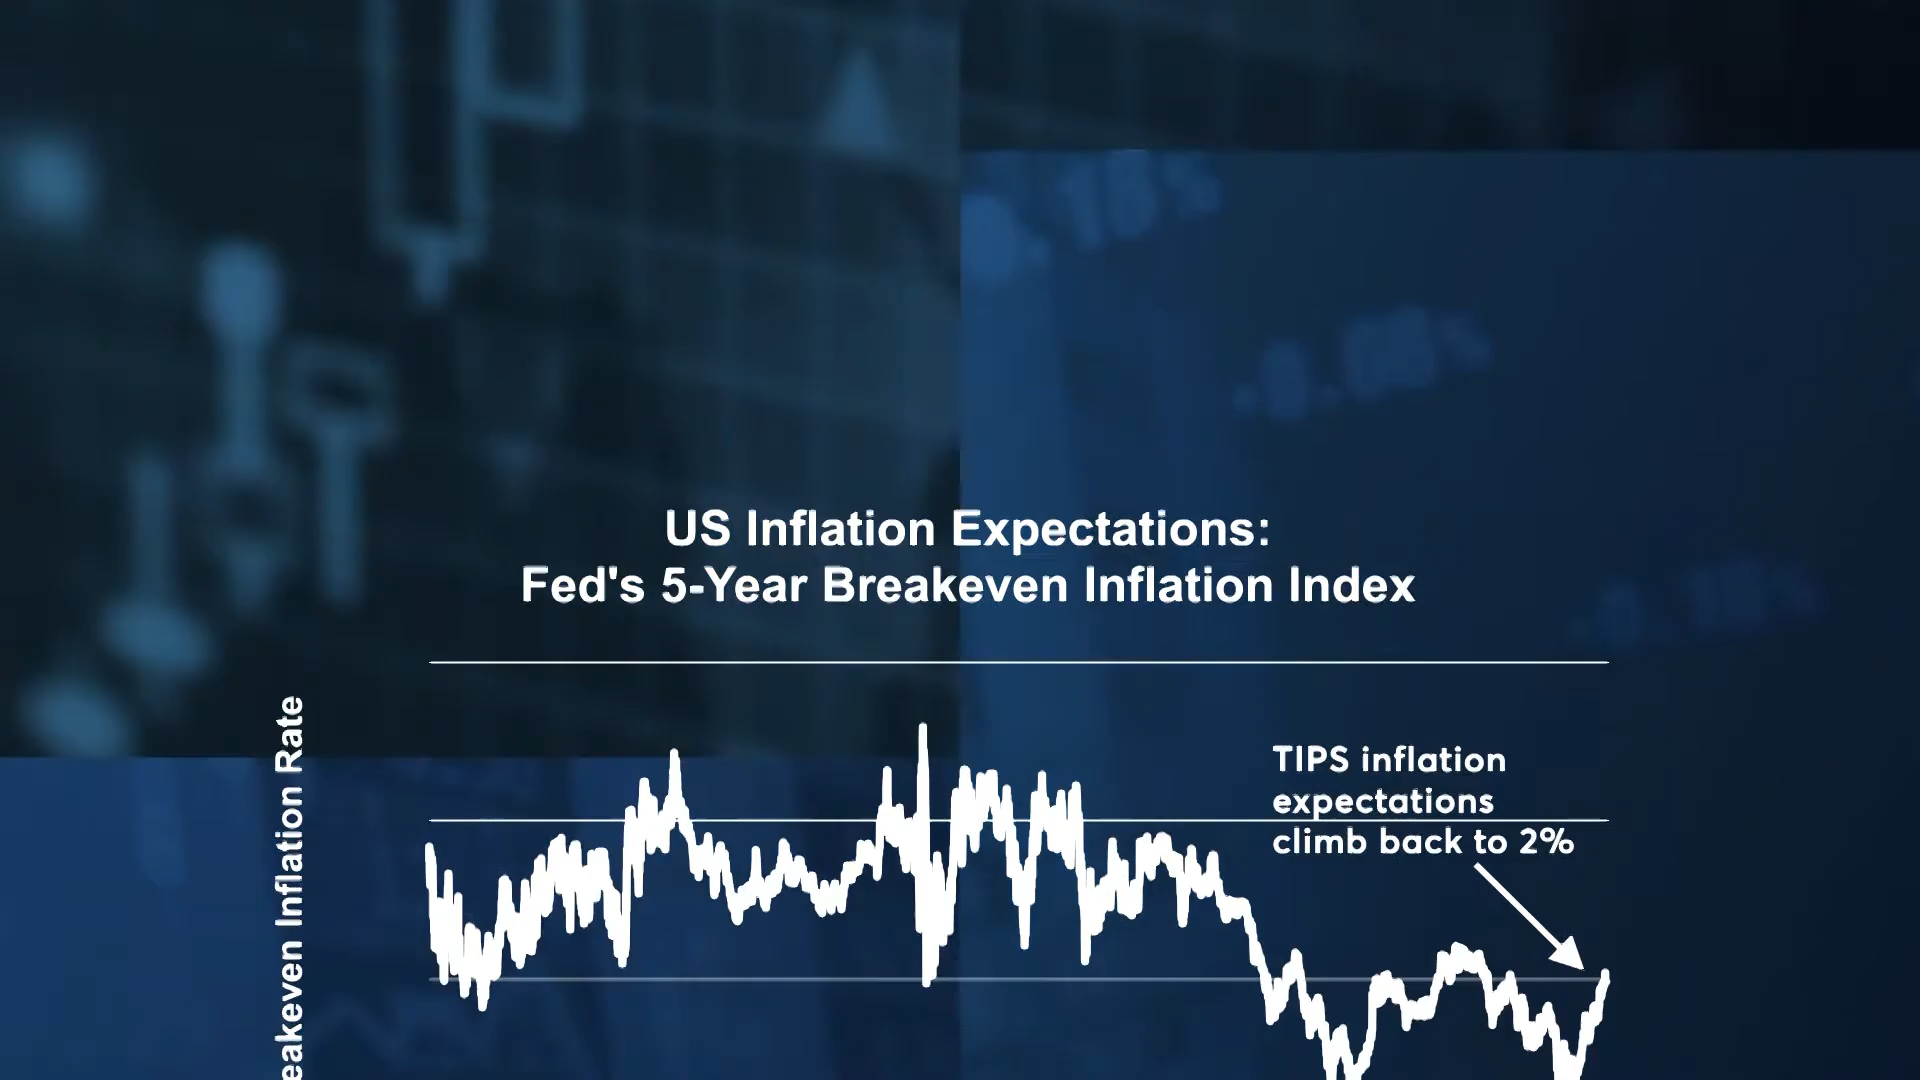 US Inflation Expectations:
Fed's 5-Year Breakeven Inflation Index
eakeven Inflation Rate
TIPS inflation
expectations
climb back to 2%